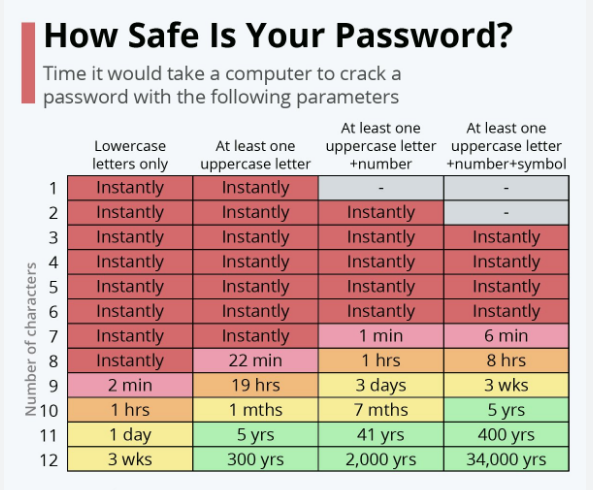 How Safe Is Your Password?
Time it would take a computer to crack a
password with the following parameters
Lowercase
letters only
At least one
uppercase letter
At least one
uppercase letter
+number
At least one
uppercase letter
+number+symbol
Number of characters
1 Instantly Instantly - -
2 Instantly Instantly Instantly -
3 Instantly Instantly Instantly Instantly
4 Instantly Instantly Instantly Instantly
5 Instantly Instantly Instantly Instantly
6 Instantly Instantly Instantly Instantly
7 Instantly Instantly 1 min 6 min
8 Instantly 22 min 1 hrs 8 hrs
9 2 min 19 hrs 3 days 3 wks
10 1 hrs 1 mths 7 mths 5 yrs
11 1 day 5 yrs 41 yrs 400 yrs
12 3 wks 300 yrs 2,000 yrs 34,000 yrs